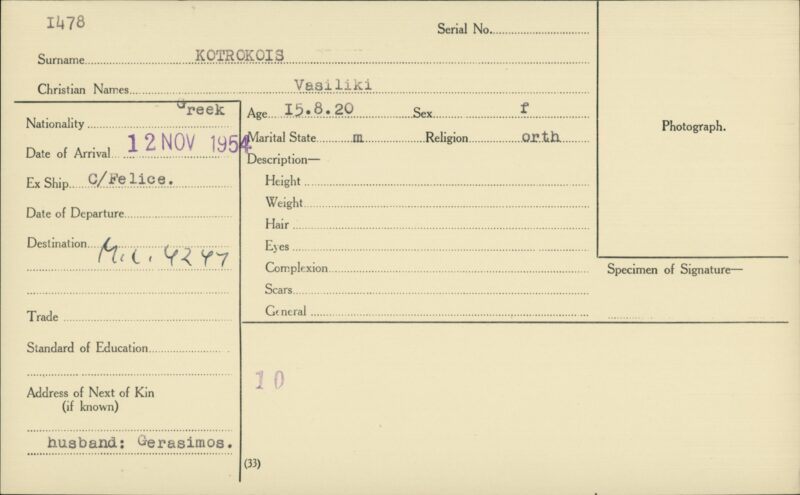 1478
Serial No.
Surname KOTROKOIS
Christian Names Vasiliki
Nationality Greek
Date of Arrival 12 NOV 1954
Ex Ship C/Felice.
Date of Departure
Destination
4247
Trade
Standard of Education
Address of Next of Kin
(if known)
husband: Gerasimos.
Age 15.8.20 Sex f
Marital State m Religion orth
Description—
Height
Weight
Hair
Eyes
Complexion
Scars
General
10
(33)
Photograph.
Specimen of Signature—